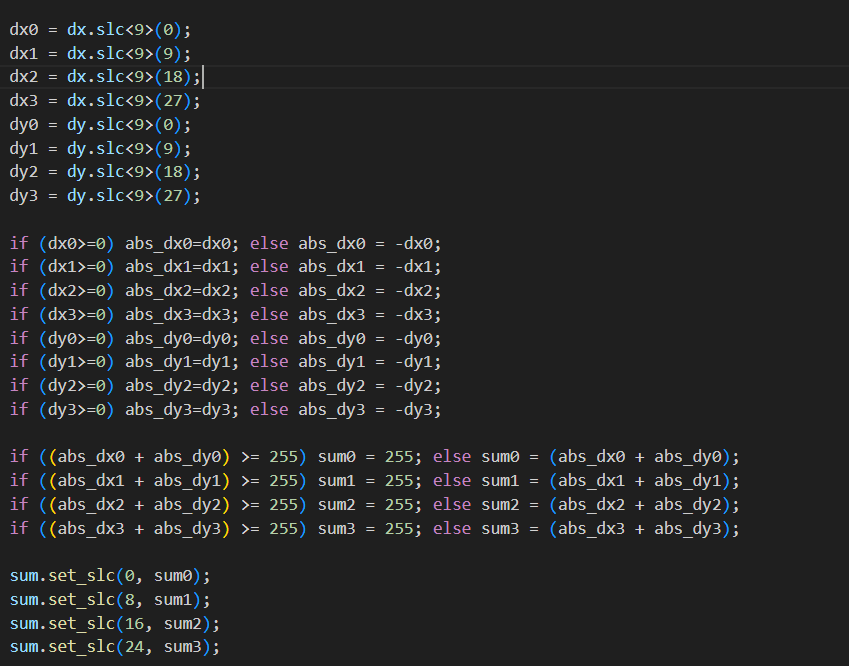 dx0 = dx.slc<9>(0);
dx1 = dx.slc<9>(9);
dx2 = dx.slc<9>(18);
dx3 = dx.slc<9>(27);
dy0 = dy.slc<9>(0);
dy1 = dy.slc<9>(9);
dy2 = dy.slc<9>(18);
dy3 = dy.slc<9>(27);
if (dx0>=0) abs_dx0=dx0; else abs_dx0 = -dx0;
if (dx1>=0) abs_dx1=dx1; else abs_dx1 = -dx1;
if (dx2>=0) abs_dx2=dx2; else abs_dx2 = -dx2;
if (dx3>=0) abs_dx3=dx3; else abs_dx3 = -dx3;
if (dy0>=0) abs_dy0=dy0; else abs_dy0 = -dy0;
if (dy1>=0) abs_dy1=dy1; else abs_dy1 = -dy1;
if (dy2>=0) abs_dy2=dy2; else abs_dy2 = -dy2;
if (dy3>=0) abs_dy3=dy3; else abs_dy3 = -dy3;
if ((abs_dx0 + abs_dy0) >= 255) sum0 = 255; else sum0 = (abs_dx0 + abs_dy0);
if ((abs_dx1 + abs_dy1) >= 255) sum1 = 255; else sum1 = (abs_dx1 + abs_dy1);
if ((abs_dx2 + abs_dy2) >= 255) sum2 = 255; else sum2 = (abs_dx2 + abs_dy2);
if ((abs_dx3 + abs_dy3) >= 255) sum3 = 255; else sum3 = (abs_dx3 + abs_dy3);
sum.set_slc(0, sum0);
sum.set_slc(8, sum1);
sum.set_slc(16, sum2);
sum.set_slc(24, sum3);